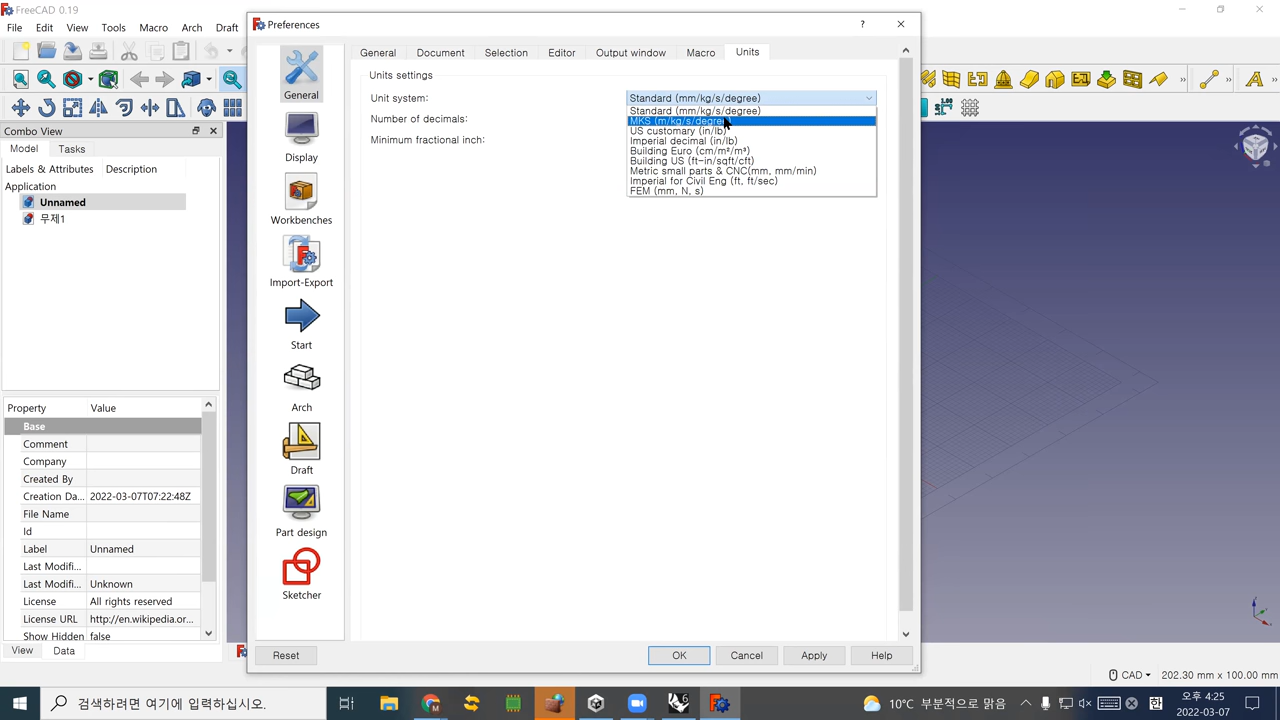 FreeCAD 0.19
File Edit View Tools Macro Arch Draft
Combo View
Model Tasks
Labels & Attributes Description
Application
Unnamed
무제1
Property Value
Base
Comment
Company
Created By
Creation Da... 2022-03-07T07:22:48Z
File Name
Id
Label Unnamed
Last Modifi...
Last Modifi... Unknown
License All rights reserved
License URL http://en.wikipedia.or...
Show Hidden false
View Data
Preferences
General
Display
Workbenches
Import-Export
Start
Arch
Draft
Part design
Sketcher
General Document Selection Editor Output window Macro Units
Units settings
Unit system: Standard (mm/kg/s/degree)
Number of decimals:
Minimum fractional inch:
Standard (mm/kg/s/degree)
MKS (m/kg/s/degree)
US customary (in/lb)
Imperial decimal (in/lb)
Building Euro (cm/m²/m³)
Building US (ft-in/sqft/cft)
Metric small parts & CNC(mm, mm/min)
Imperial for Civil Eng (ft, ft/sec)
FEM (mm, N, s)
Reset OK Cancel Apply Help
CAD 202.30 mm x 100.00 mm
검색하려면 여기에 입력하십시오.
10°C 부분적으로 맑음
한
오후 4:25
2022-03-07